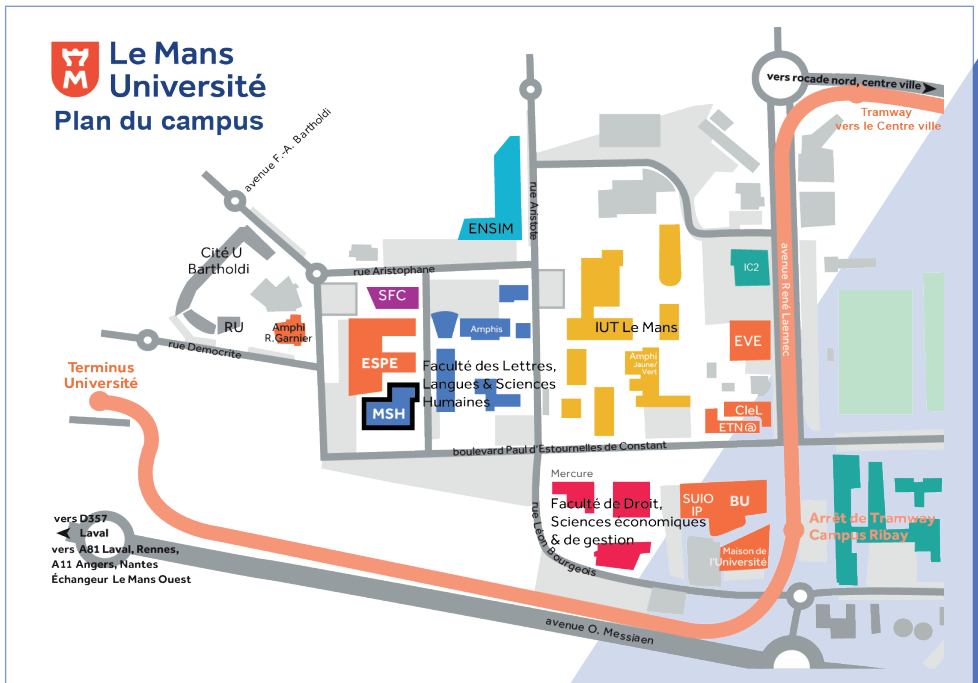 Le Mans
Université
Plan du campus
vers rocade nord, centre ville
Tramway
vers le Centre ville
avenue F.-A. Bartholdi
rue Aristote
ENSIM
Cité U
Bartholdi
rue Aristophane
SFC
IC2
avenue René Laennec
RU
Amphi
R.Garnier
Amphis
IUT Le Mans
EVE
rue Democrite
ESPE
Amphi
Jaune/
Vert
Faculté des Lettres,
Langues & Sciences
Humaines
Terminus
Université
MSH
CIeL
ETN@
boulevard Paul d'Estournelles de Constant
Mercure
Faculté de Droit,
Sciences économiques
& de gestion
SUIO
IP
BU
rue Léon Bourgeois
Maison de
l'Université
Arrêt de Tramway
Campus Ribay
vers D357
Laval
vers A81 Laval, Rennes,
A11 Angers, Nantes
Échangeur Le Mans Ouest
avenue O. Messiaen